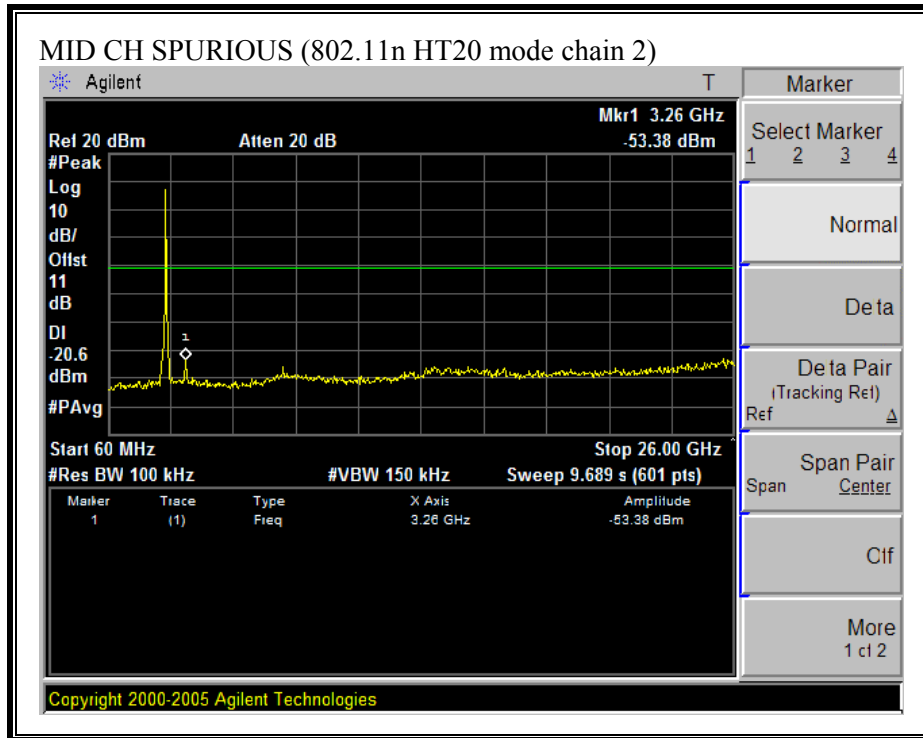 MID CH SPURIOUS (802.11n HT20 mode chain 2)
Agilent T
Marker
Mkr1 3.26 GHz
Ref 20 dBm Atten 20 dB -53.38 dBm
#Peak
Log
10
dB/
Offst
11
dB
DI
-20.6
dBm
#PAvg
1
Start 60 MHz Stop 26.00 GHz
#Res BW 100 kHz #VBW 150 kHz Sweep 9.689 s (601 pts)
Marker Trace Type X Axis Amplitude
1 (1) Freq 3.26 GHz -53.38 dBm
Select Marker
1 2 3 4
Normal
Delta
Delta Pair
(Tracking Ref)
Ref Δ
Span Pair
Span Center
Off
More
1 of 2
Copyright 2000-2005 Agilent Technologies